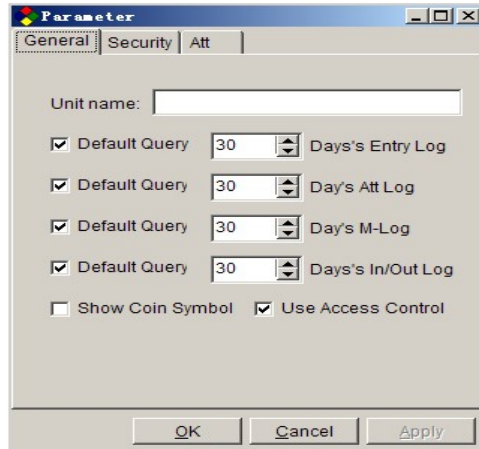 Parameter
General Security Att
Unit name:
Default Query 30 Days's Entry Log
Default Query 30 Day's Att Log
Default Query 30 Day's M-Log
Default Query 30 Days's In/Out Log
Show Coin Symbol Use Access Control
OK Cancel Apply